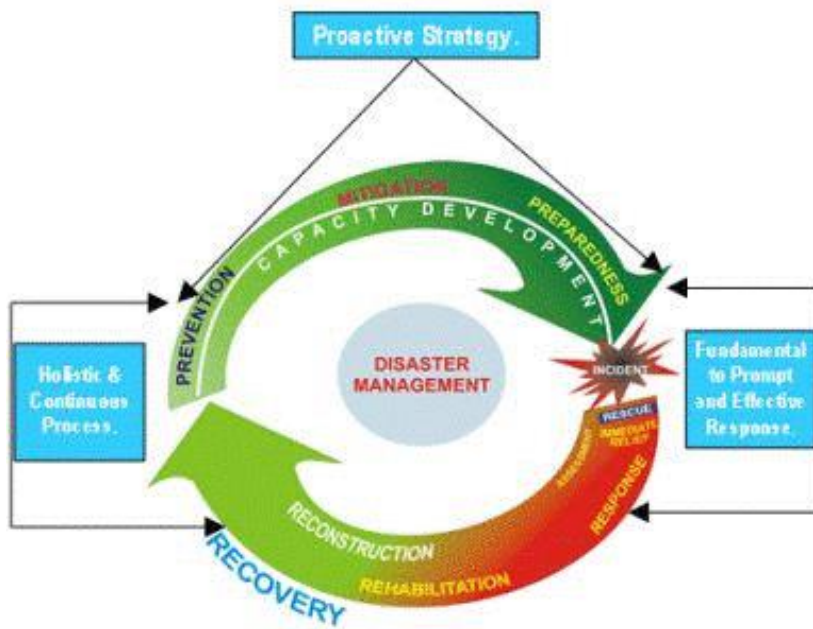 Proactive Strategy.
MITIGATION
CAPACITY DEVELOPMENT
PREPAREDNESS
PREVENTION
Holistic &
Continuous
Process.
DISASTER
MANAGEMENT
INCIDENT
Fundamental
to Prompt
and Effective
Response.
RESCUE
IMMEDIATE
RELIEF
ASSESSMENT
RESPONSE
REHABILITATION
RECONSTRUCTION
RECOVERY